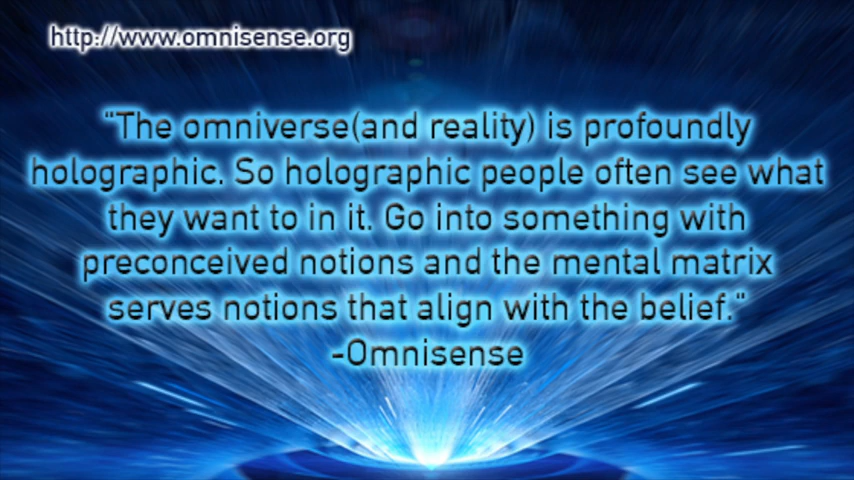 http://www.omnisense.org
"The omniverse(and reality) is profoundly
holographic. So holographic people often see what
they want to in it. Go into something with
preconceived notions and the mental matrix
serves notions that align with the belief."
-Omnisense